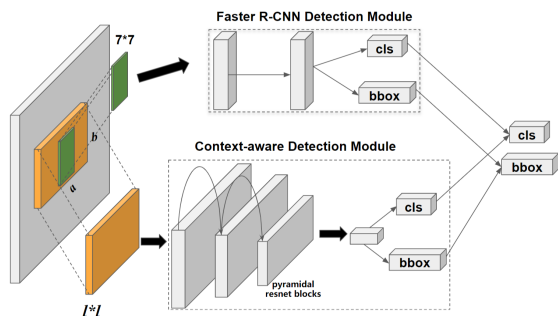 Faster R-CNN Detection Module
7*7
cls
bbox
b
a
cls
bbox
Context-aware Detection Module
cls
bbox
pyramidal
resnet blocks
l*l